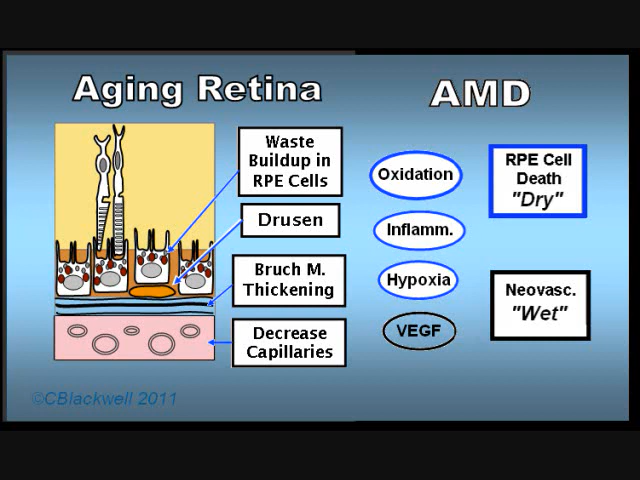 Aging Retina
AMD
Waste
Buildup in
RPE Cells
Drusen
Bruch M.
Thickening
Decrease
Capillaries
Oxidation
Inflamm.
Hypoxia
VEGF
RPE Cell
Death
"Dry"
Neovasc.
"Wet"
©CBlackwell 2011